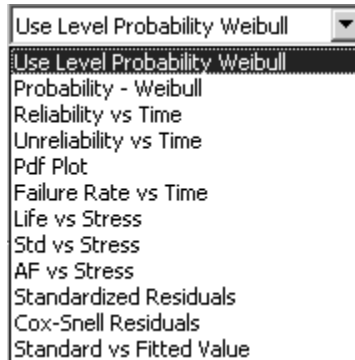 Use Level Probability Weibull
Use Level Probability Weibull
Probability - Weibull
Reliability vs Time
Unreliability vs Time
Pdf Plot
Failure Rate vs Time
Life vs Stress
Std vs Stress
AF vs Stress
Standardized Residuals
Cox-Snell Residuals
Standard vs Fitted Value